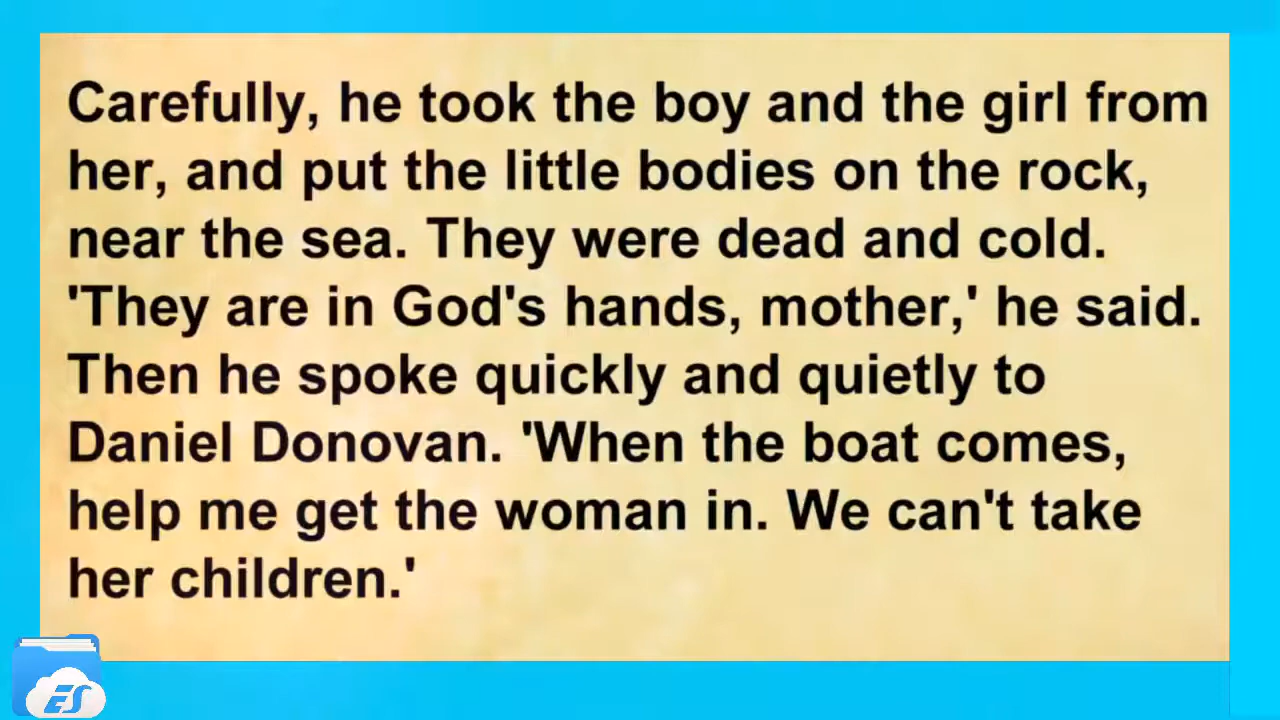 Carefully, he took the boy and the girl from
her, and put the little bodies on the rock,
near the sea. They were dead and cold.
'They are in God's hands, mother,' he said.
Then he spoke quickly and quietly to
Daniel Donovan. 'When the boat comes,
help me get the woman in. We can't take
her children.'
ES